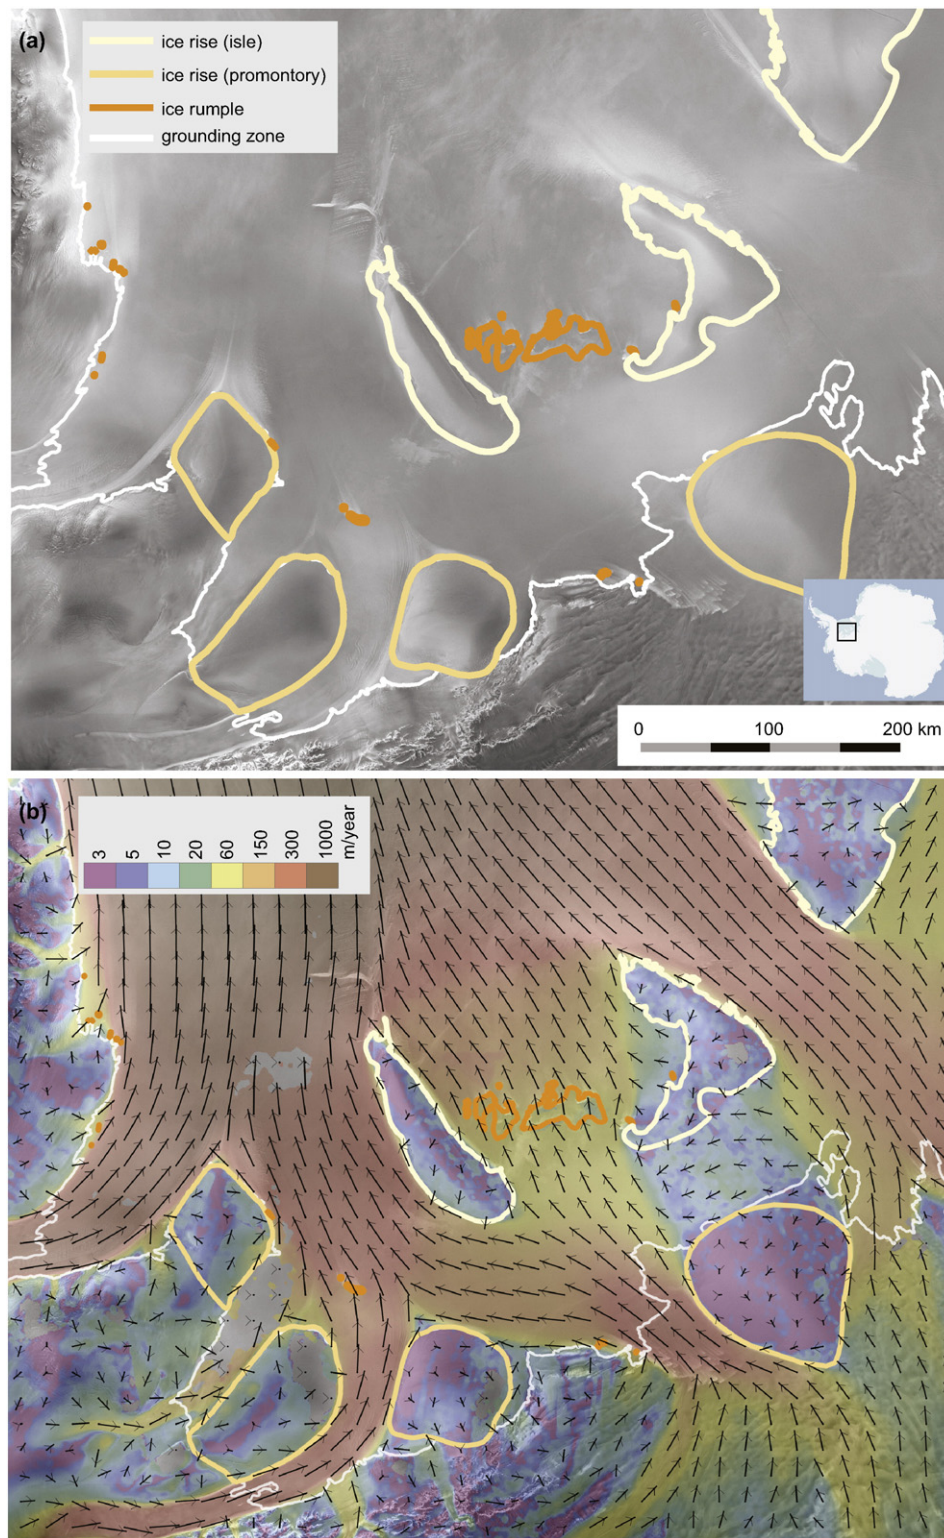 (a)
ice rise (isle)
ice rise (promontory)
ice rumple
grounding zone
0 100 200 km
(b)
3 5 10 20 60 150 300 1000 m/year